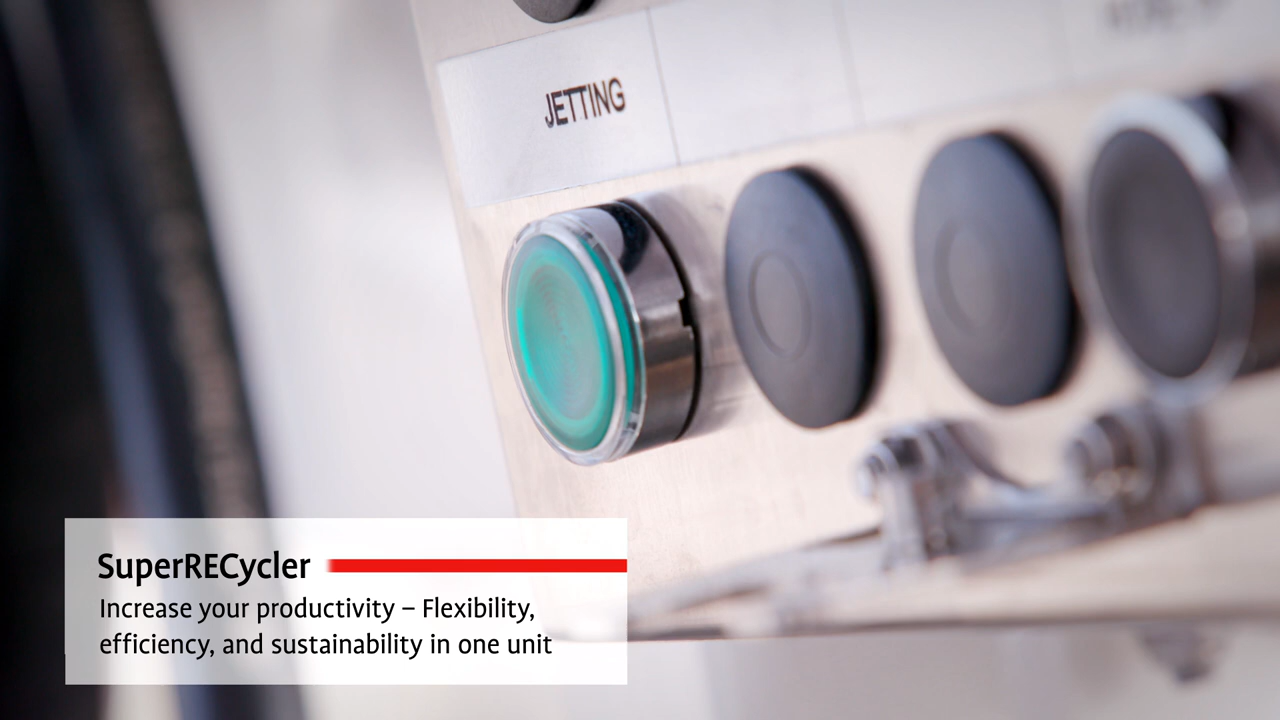 JETTING
SuperRECycler
Increase your productivity – Flexibility,
efficiency, and sustainability in one unit